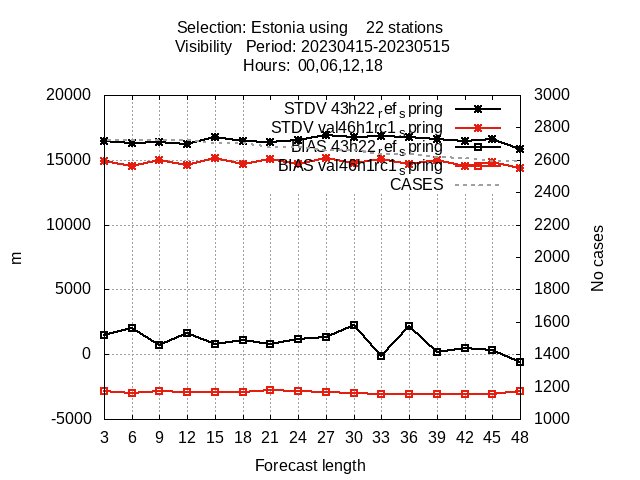 Selection: Estonia using    22 stations
Visibility   Period: 20230415-20230515
Hours: 00,06,12,18
20000
15000
10000
5000
0
-5000
m
3000
2800
2600
2400
2200
2000
1800
1600
1400
1200
1000
No cases
STDV 43h22_ref_spring
STDV val46h1rc1_spring
BIAS 43h22_ref_spring
BIAS val46h1rc1_spring
CASES
3 6 9 12 15 18 21 24 27 30 33 36 39 42 45 48
Forecast length